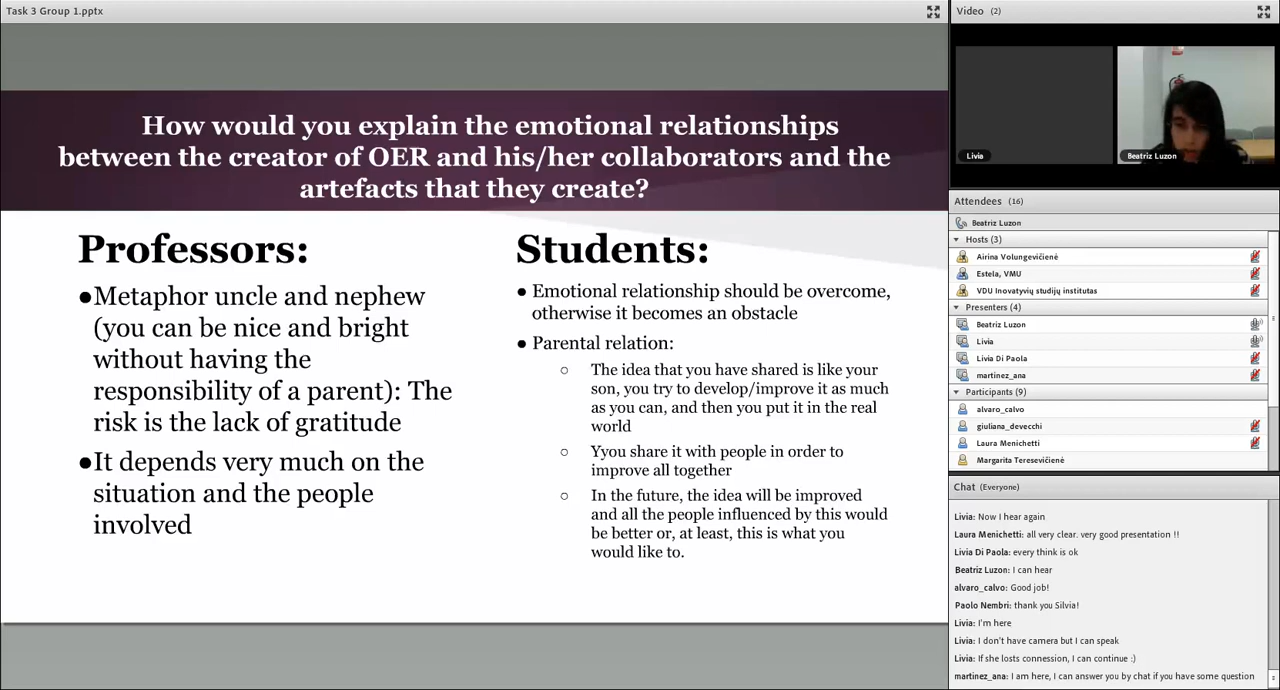 Task 3 Group 1.pptx
How would you explain the emotional relationships
between the creator of OER and his/her collaborators and the
artefacts that they create?
Professors:
●Metaphor uncle and nephew
(you can be nice and bright
without having the
responsibility of a parent): The
risk is the lack of gratitude
●It depends very much on the
situation and the people
involved
Students:
● Emotional relationship should be overcome,
otherwise it becomes an obstacle
● Parental relation:
○ The idea that you have shared is like your
son, you try to develop/improve it as much
as you can, and then you put it in the real
world
○ Yyou share it with people in order to
improve all together
○ In the future, the idea will be improved
and all the people influenced by this would
be better or, at least, this is what you
would like to.
Video (2)
Livia
Beatriz Luzon
Attendees (16)
Beatriz Luzon
Hosts (3)
Airina Volungevičienė
Estela, VMU
VDU Inovatyvių studijų institutas
Presenters (4)
Beatriz Luzon
Livia
Livia Di Paola
martinez_ana
Participants (9)
alvaro_calvo
giuliana_devecchi
Laura Menichetti
Margarita Teresevičienė
Chat (Everyone)
Livia: Now I hear again
Laura Menichetti: all very clear. very good presentation !!
Livia Di Paola: every think is ok
Beatriz Luzon: I can hear
alvaro_calvo: Good job!
Paolo Nembri: thank you Silvia!
Livia: I'm here
Livia: I don't have camera but I can speak
Livia: If she losts connession, I can continue :)
martinez_ana: I am here, I can answer you by chat if you have some question